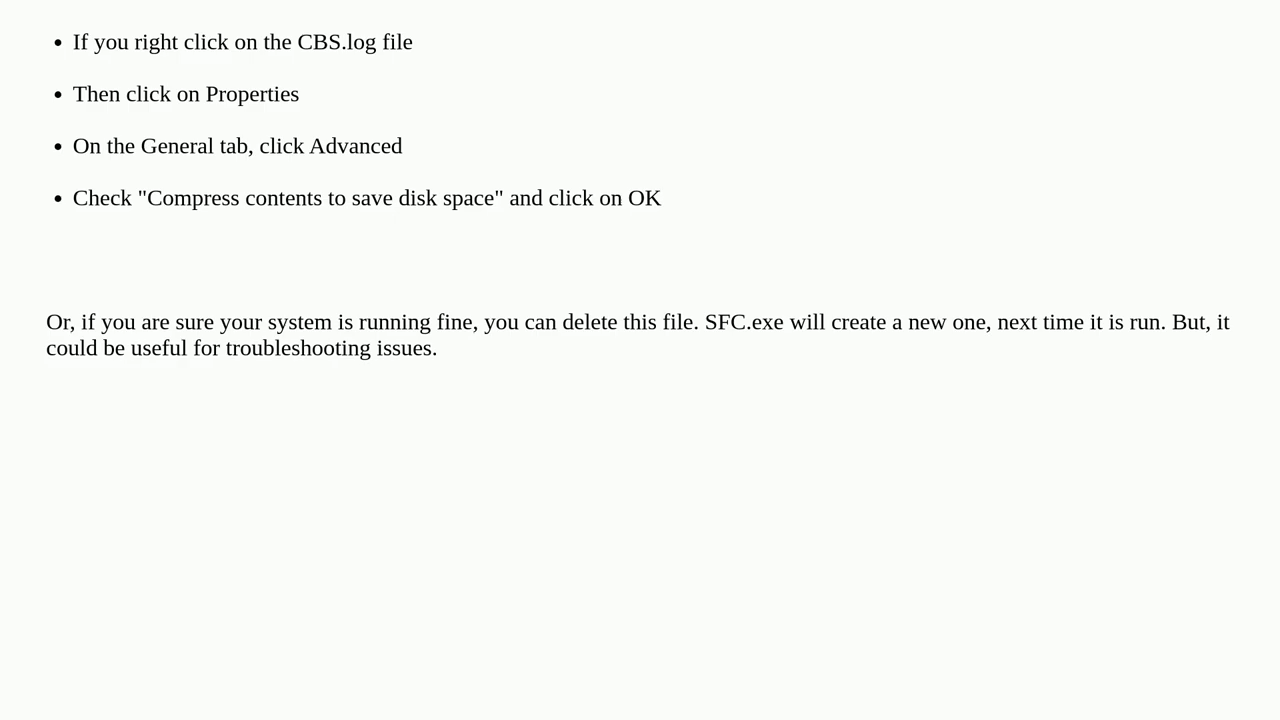 • If you right click on the CBS.log file
• Then click on Properties
• On the General tab, click Advanced
• Check "Compress contents to save disk space" and click on OK
Or, if you are sure your system is running fine, you can delete this file. SFC.exe will create a new one, next time it is run. But, it
could be useful for troubleshooting issues.